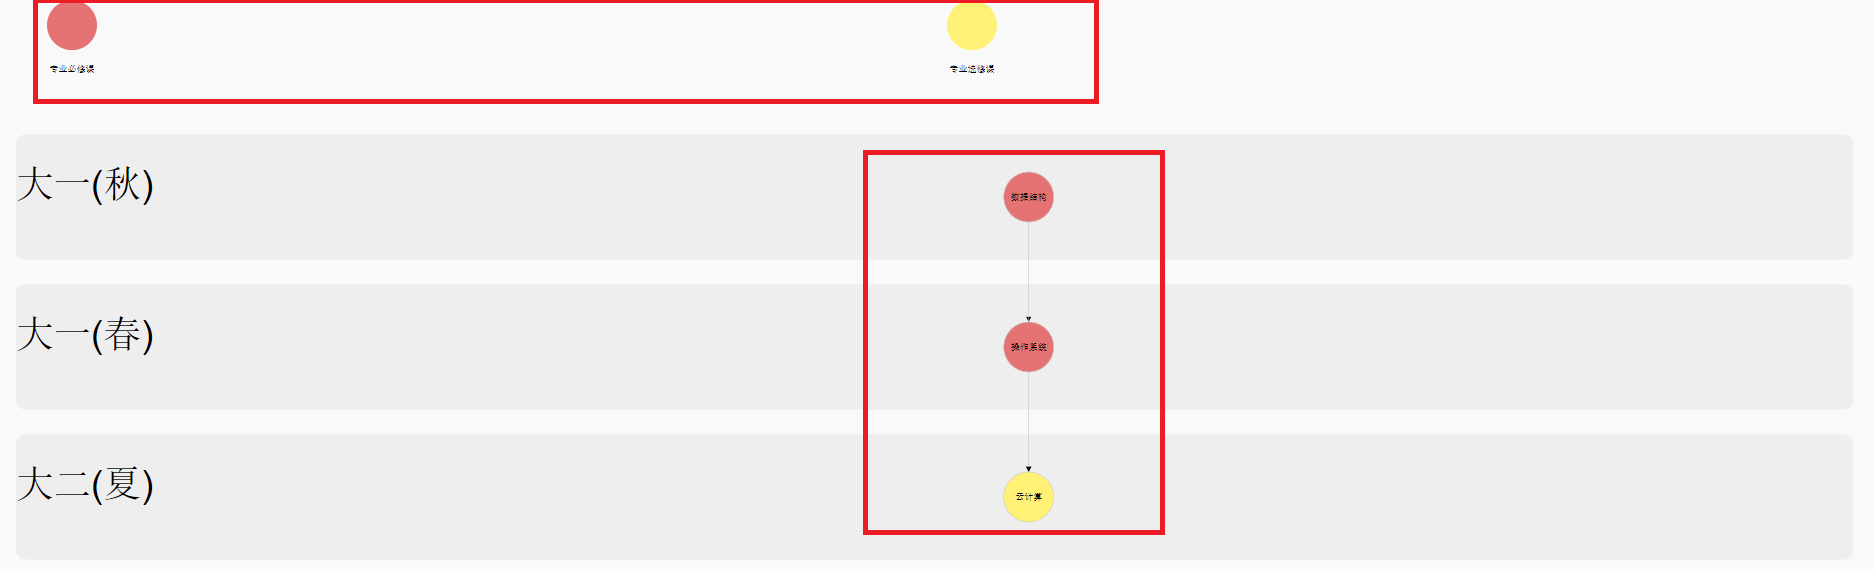 专业必修课
专业选修课
大一(秋)
数据结构
大一(春)
操作系统
大二(夏)
云计算